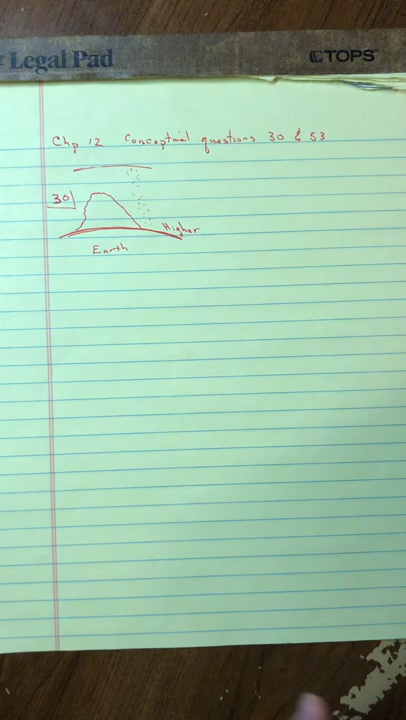 Legal Pad
TOPS
Chp 12 Conceptual questions 30 & 53
30
Higher
Earth